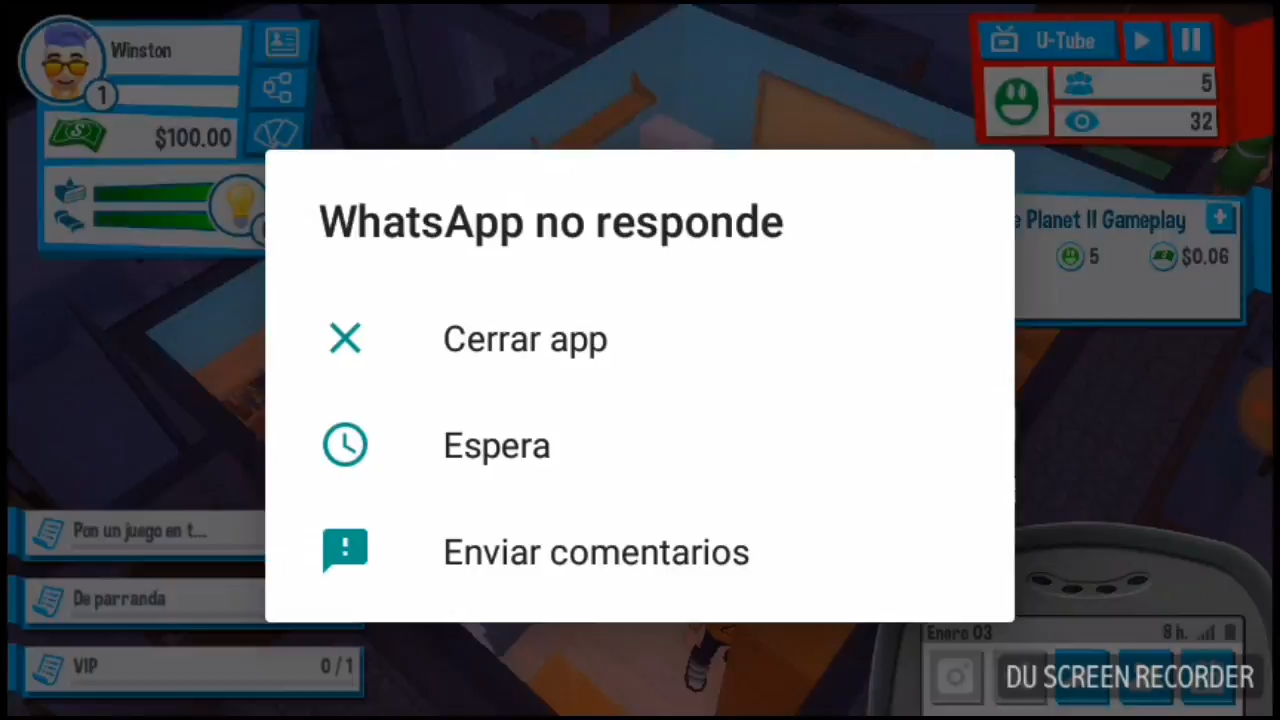 Winston
1
$100.00
U-Tube
5
32
WhatsApp no responde
Planet II Gameplay
5
$0.06
Cerrar app
Espera
Enviar comentarios
Pon un juego en t...
De parranda
VIP
0 / 1
Enero 03
8 h.
DU SCREEN RECORDER